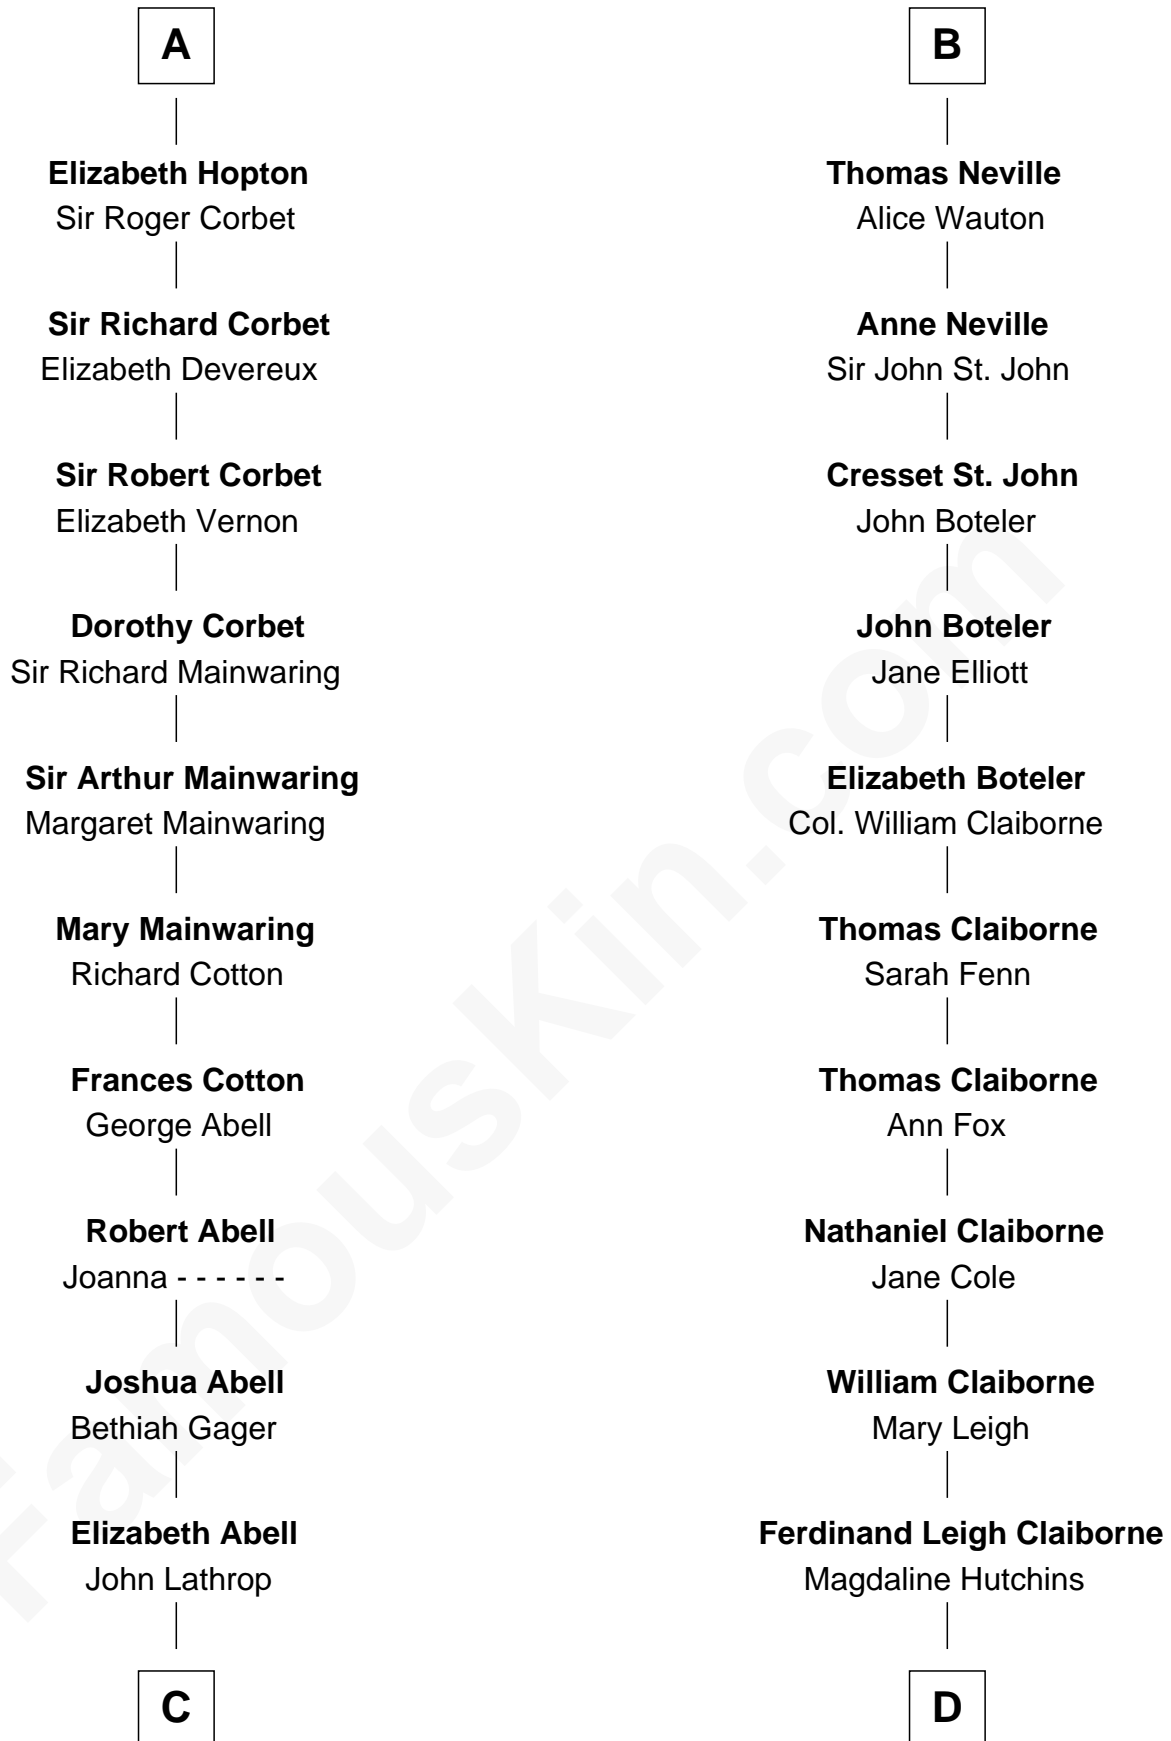 A
Elizabeth Hopton
Sir Roger Corbet
Sir Richard Corbet
Elizabeth Devereux
Sir Robert Corbet
Elizabeth Vernon
Dorothy Corbet
Sir Richard Mainwaring
Sir Arthur Mainwaring
Margaret Mainwaring
Mary Mainwaring
Richard Cotton
Frances Cotton
George Abell
Robert Abell
Joanna - - - - - -
Joshua Abell
Bethiah Gager
Elizabeth Abell
John Lathrop
C
B
Thomas Neville
Alice Wauton
Anne Neville
Sir John St. John
Cresset St. John
John Boteler
John Boteler
Jane Elliott
Elizabeth Boteler
Col. William Claiborne
Thomas Claiborne
Sarah Fenn
Thomas Claiborne
Ann Fox
Nathaniel Claiborne
Jane Cole
William Claiborne
Mary Leigh
Ferdinand Leigh Claiborne
Magdaline Hutchins
D
FamousKin.com